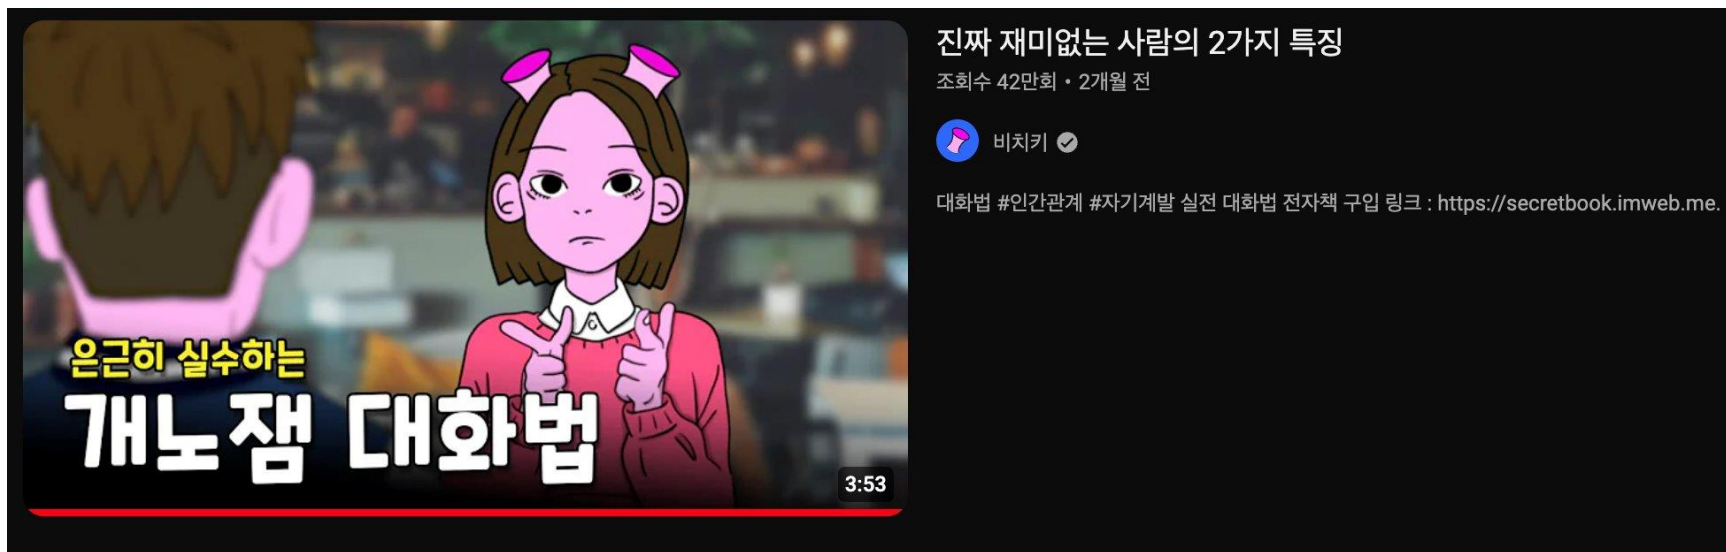 은근히 실수하는
개노잼 대화법
3:53
진짜 재미없는 사람의 2가지 특징
조회수 42만회 • 2개월 전
비치키
대화법 #인간관계 #자기계발 실전 대화법 전자책 구입 링크 : https://secretbook.imweb.me.